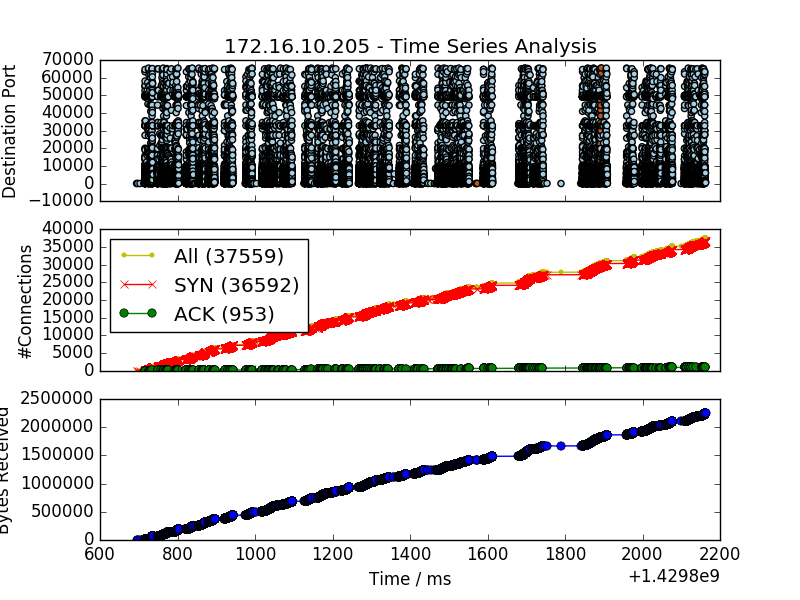 172.16.10.205 - Time Series Analysis
70000
60000
50000
40000
30000
20000
10000
0
−10000
Destination Port
40000
35000
30000
25000
20000
15000
10000
5000
0
#Connections
All (37559)
SYN (36592)
ACK (953)
2500000
2000000
1500000
1000000
500000
0
Bytes Received
600 800 1000 1200 1400 1600 1800 2000 2200
Time / ms
+1.4298e9